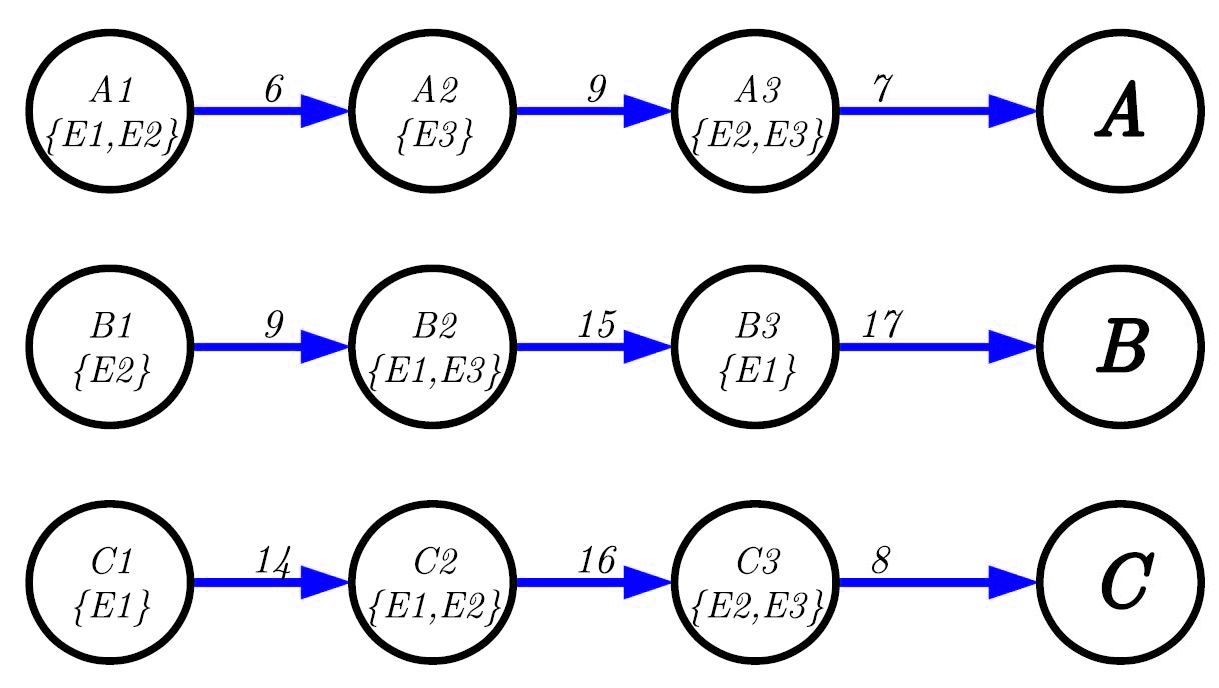 6 9 7
A1 A2 A3 A
{E1,E2} {E3} {E2,E3}
9 15 17
B1 B2 B3 B
{E2} {E1,E3} {E1}
14 16 8
C1 C2 C3 C
{E1} {E1,E2} {E2,E3}